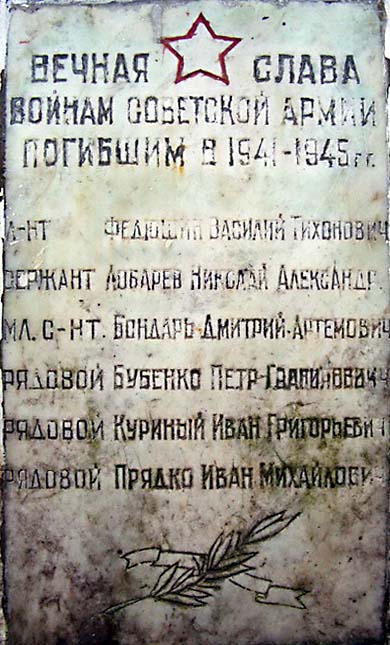 ВЕЧНАЯ СЛАВА
ВОЙНАМ СОВЕТСКОЙ АРМИИ
ПОГИБШИМ В 1941-1945 гг.
Л-НТ ФЕДЮШИН ВАСИЛИЙ ТИХОНОВИЧ
СЕРЖАНТ ЛОБАРЕВ НИКОЛАЙ АЛЕКСАНДР.
МЛ. С-НТ. БОНДАРЬ-ДМИТРИЙ-АРТЕМОВИЧ
РЯДОВОЙ БУБЕНКО ПЕТР
РЯДОВОЙ КУРИНЫЙ ИВАН ГРИГОРЬЕВИЧ
РЯДОВОЙ ПРЯДКО ИВАН МИХАЙЛОВИЧ